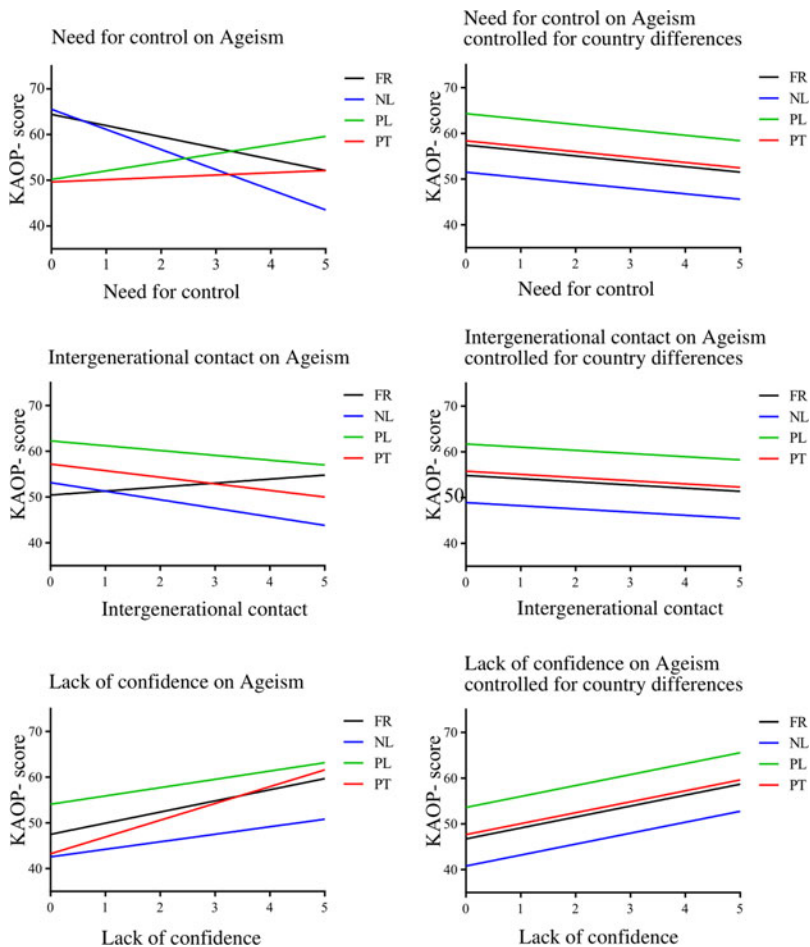 Need for control on Ageism
KAOP- score
70
60
50
40
0 1 2 3 4 5
Need for control
FR
NL
PL
PT
Need for control on Ageism
controlled for country differences
KAOP- score
70
60
50
40
0 1 2 3 4 5
Need for control
FR
NL
PL
PT
Intergenerational contact on Ageism
KAOP- score
70
60
50
40
0 1 2 3 4 5
Intergenerational contact
FR
NL
PL
PT
Intergenerational contact on Ageism
controlled for country differences
KAOP- score
70
60
50
40
0 1 2 3 4 5
Intergenerational contact
FR
NL
PL
PT
Lack of confidence on Ageism
KAOP- score
70
60
50
40
0 1 2 3 4 5
Lack of confidence
FR
NL
PL
PT
Lack of confidence on Ageism
controlled for country differences
KAOP- score
70
60
50
40
0 1 2 3 4 5
Lack of confidence
FR
NL
PL
PT